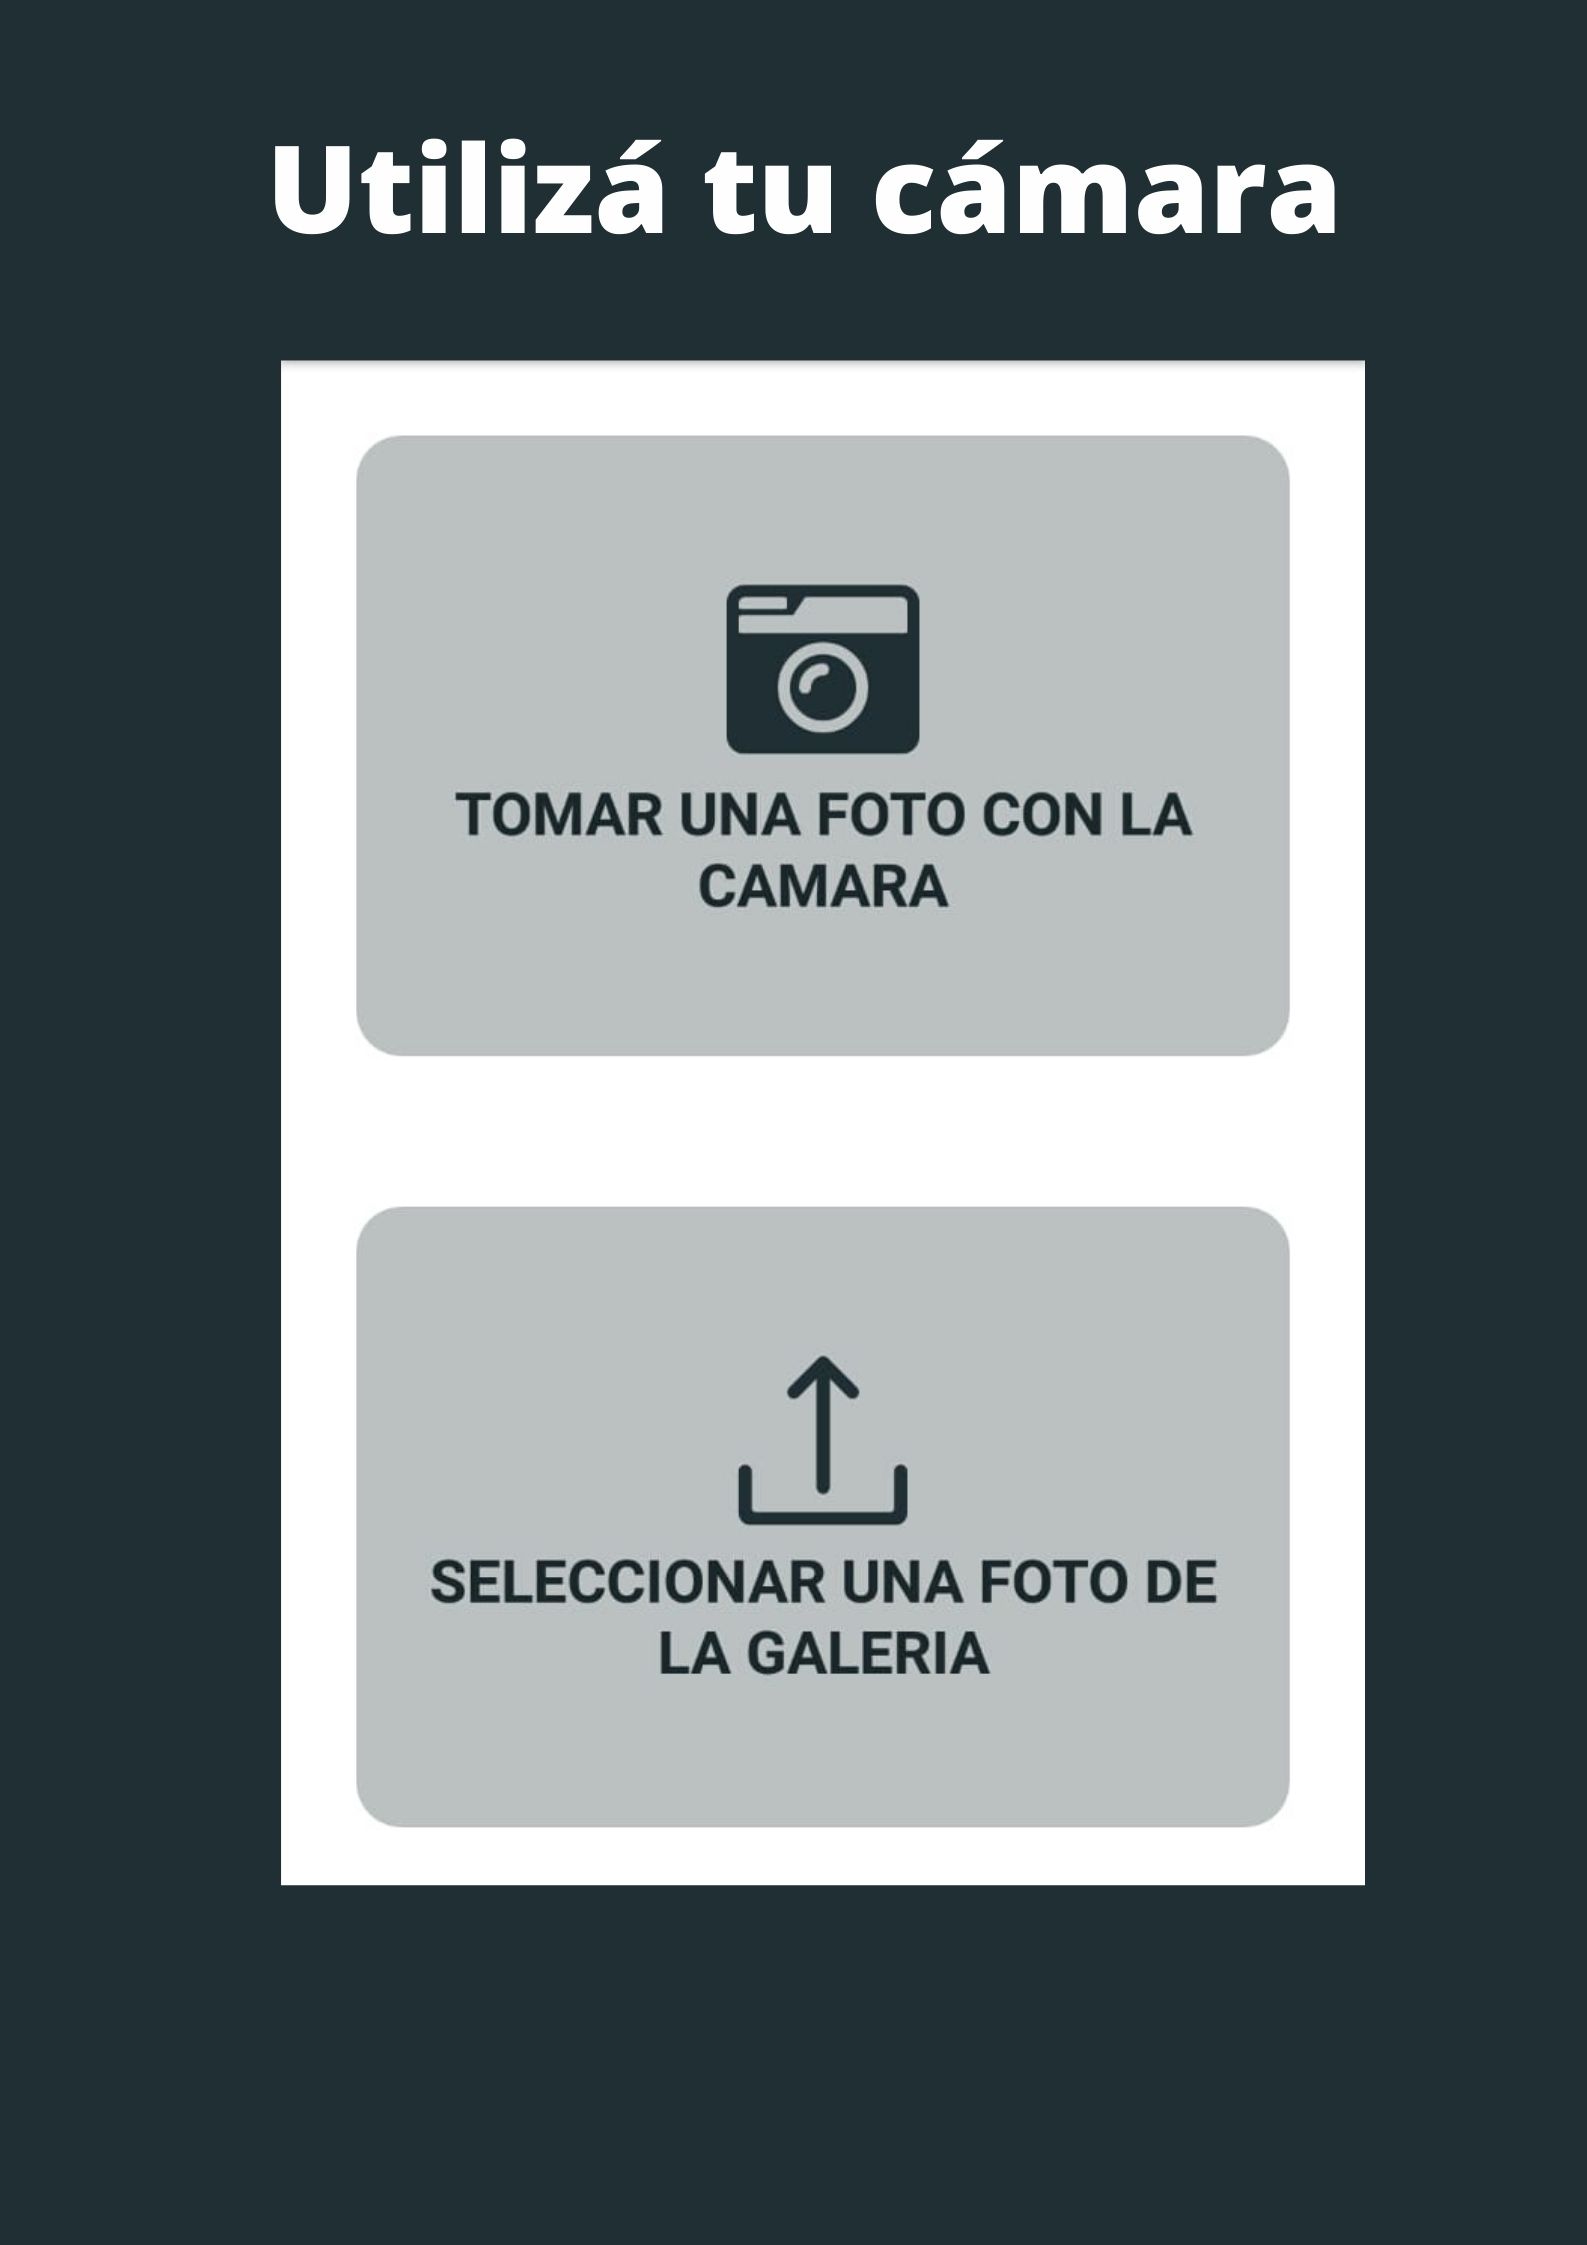 Utilizá tu cámara
TOMAR UNA FOTO CON LA
CAMARA
SELECCIONAR UNA FOTO DE
LA GALERIA